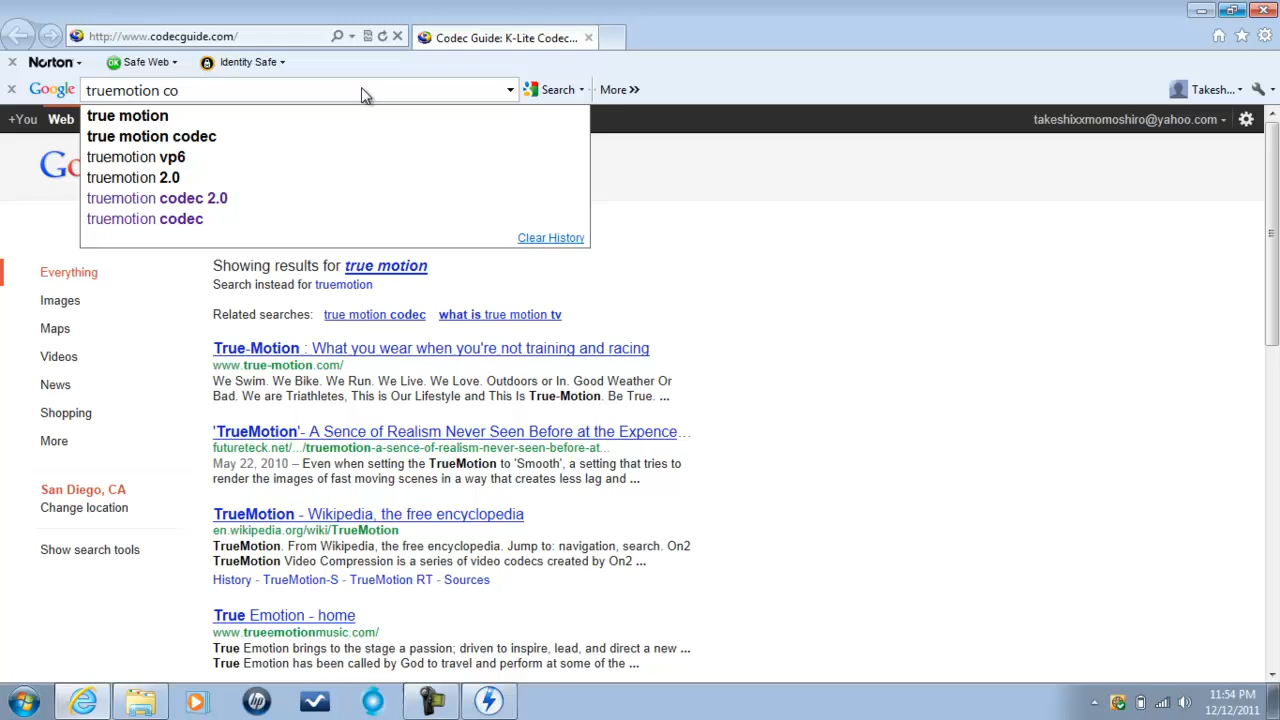 http://www.codecguide.com/
Codec Guide: K-Lite Codec...
Norton
OK Safe Web
Identity Safe
Google
truemotion co
Search
More »
Takesh...
true motion
true motion codec
truemotion vp6
truemotion 2.0
truemotion codec 2.0
truemotion codec
Clear History
+You Web
takeshixxmomoshiro@yahoo.com
Go
Everything
Images
Maps
Videos
News
Shopping
More
San Diego, CA
Change location
Show search tools
Showing results for true motion
Search instead for truemotion
Related searches: true motion codec what is true motion tv
True-Motion : What you wear when you're not training and racing
www.true-motion.com/
We Swim. We Bike. We Run. We Live. We Love. Outdoors or In. Good Weather Or
Bad. We are Triathletes, This is Our Lifestyle and This Is True-Motion. Be True. ...
'TrueMotion'- A Sence of Realism Never Seen Before at the Expence...
futureteck.net/.../truemotion-a-sence-of-realism-never-seen-before-at...
May 22, 2010 – Even when setting the TrueMotion to 'Smooth', a setting that tries to
render the images of fast moving scenes in a way that creates less lag and ...
TrueMotion - Wikipedia, the free encyclopedia
en.wikipedia.org/wiki/TrueMotion
TrueMotion. From Wikipedia, the free encyclopedia. Jump to: navigation, search. On2
TrueMotion Video Compression is a series of video codecs created by On2 ...
History - TrueMotion-S - TrueMotion RT - Sources
True Emotion - home
www.trueemotionmusic.com/
True Emotion brings to the stage a passion; driven to inspire, lead, and direct a new ...
True Emotion has been called by God to travel and perform at some of the ...
hp
11:54 PM
12/12/2011